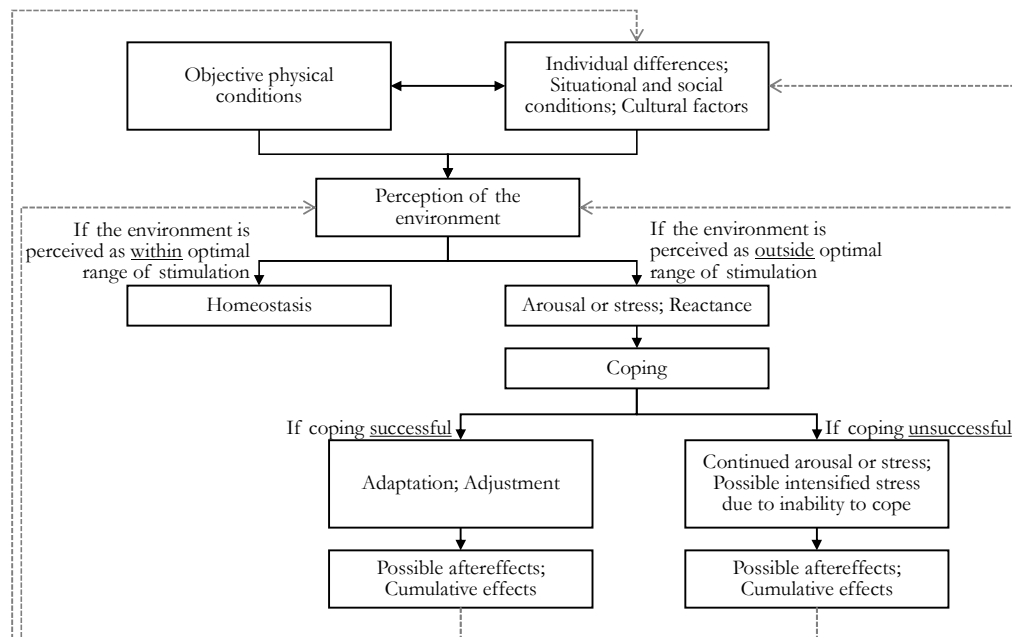 Objective physical
conditions
Individual differences;
Situational and social
conditions; Cultural factors
Perception of the
environment
If the environment is
perceived as within optimal
range of stimulation
If the environment is
perceived as outside optimal
range of stimulation
Homeostasis
Arousal or stress; Reactance
Coping
If coping successful
If coping unsuccessful
Adaptation; Adjustment
Continued arousal or stress;
Possible intensified stress
due to inability to cope
Possible aftereffects;
Cumulative effects
Possible aftereffects;
Cumulative effects